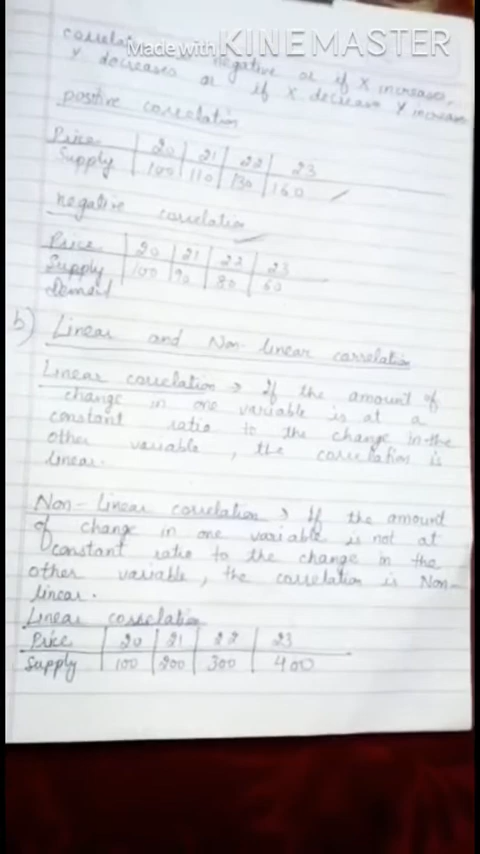 Made with KINEMASTER
correlation negative or if X increases,
Y decreases or if X decrease Y increases
positive correlation
Price 20 21 22 23
Supply 100 110 130 160
negative correlation
Price 20 21 22 23
Supply 100 90 80 60
demand
b) Linear and Non linear correlation
Linear correlation → If the amount of
change in one variable is at a
constant ratio to the change in the
other variable, the correlation is
linear.
Non-Linear correlation → If the amount
of change in one variable is not at
constant ratio to the change in the
other variable, the correlation is Non-
linear.
Linear correlation
Price 20 21 22 23
Supply 100 200 300 400